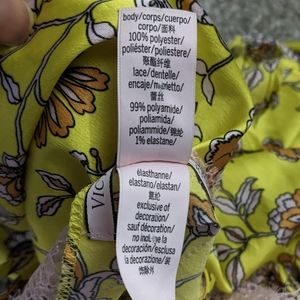 body/corps/cuerpo/
corpo/面料
100% polyester/
poliéster/poliestere/
聚酯纤维
lace/dentelle/
encaje/merletto/
蕾丝
99% polyamide/
poliamida/
poliammide/锦纶
1% elastane/
élasthanne/
elastano/elastan/
氨纶
exclusive of
decoration/
sauf décoration/
no incluye la
decoración/esclusa
la decorazione/装
饰除外
VIC